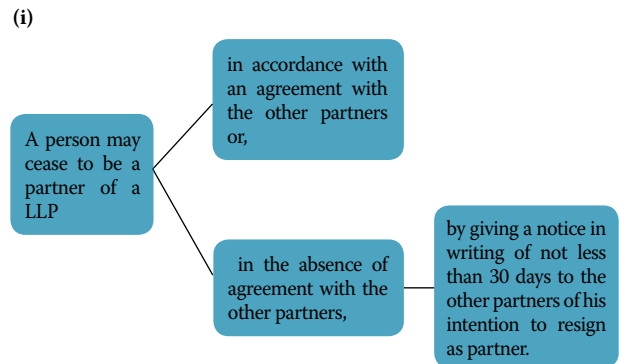 (i)
A person may
cease to be a
partner of a
LLP
in accordance with
an agreement with
the other partners
or,
in the absence of
agreement with the
other partners,
by giving a notice in
writing of not less
than 30 days to the
other partners of his
intention to resign
as partner.